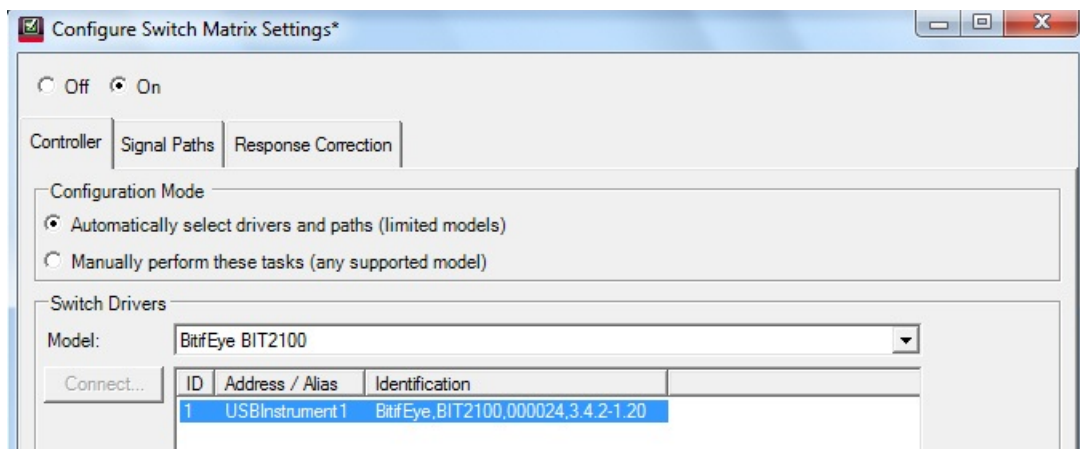 Configure Switch Matrix Settings*
Off On
Controller Signal Paths Response Correction
Configuration Mode
Automatically select drivers and paths (limited models)
Manually perform these tasks (any supported model)
Switch Drivers
Model: BitifEye BIT2100
Connect... ID Address / Alias Identification
1 USBInstrument1 BitifEye,BIT2100,000024,3.4.2-1.20